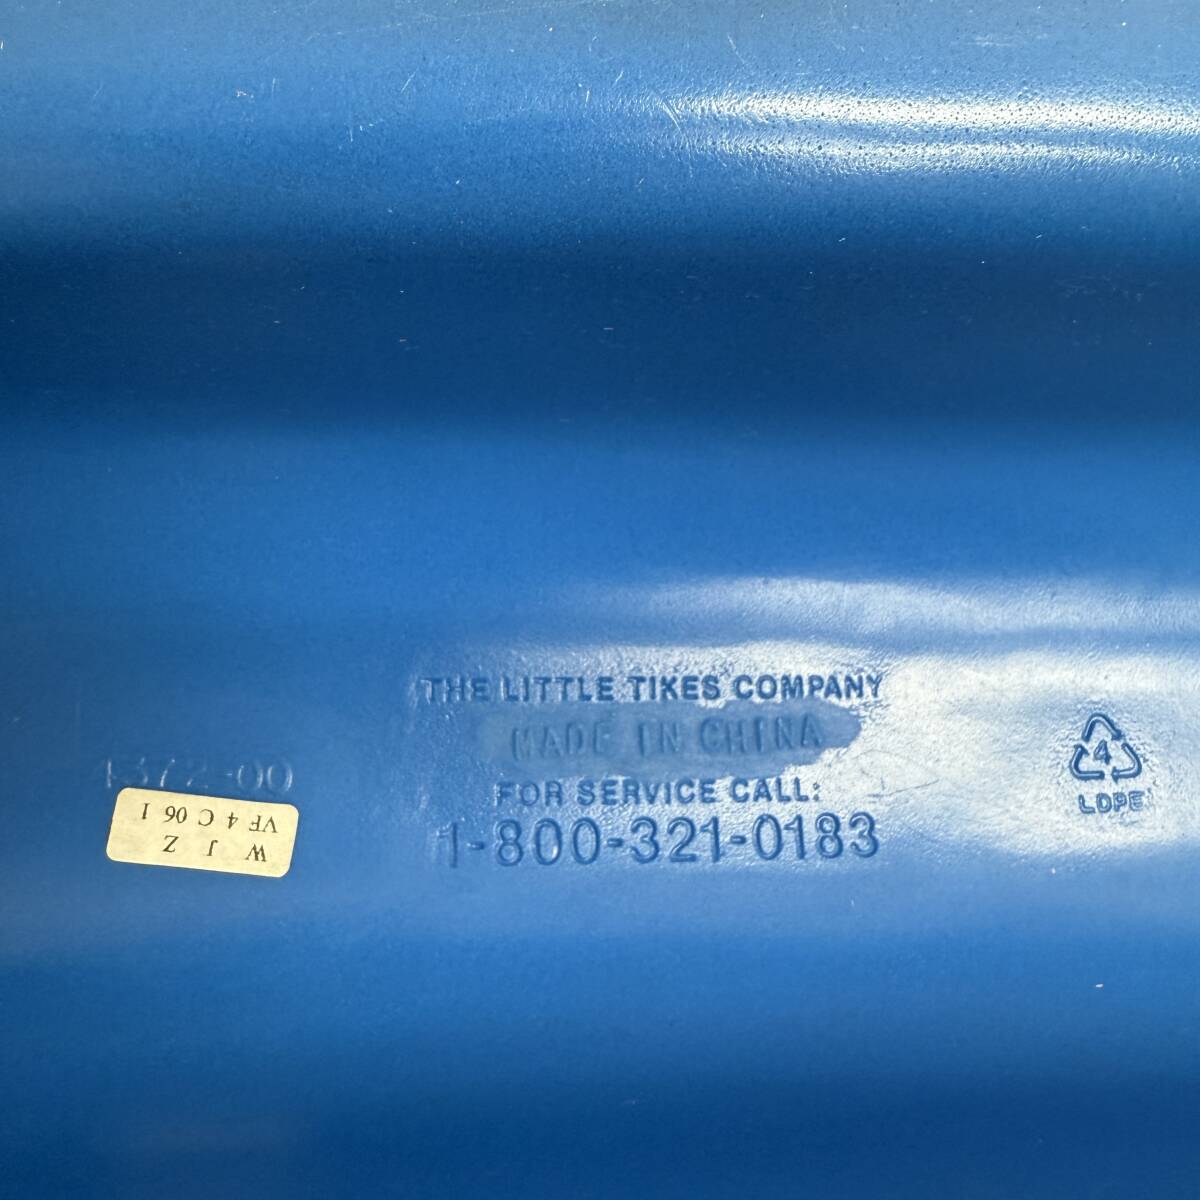 THE LITTLE TIKES COMPANY
MADE IN CHINA
FOR SERVICE CALL:
1-800-321-0183
4372-00
W J Z
VF 4 C 06 1
4
LDPE